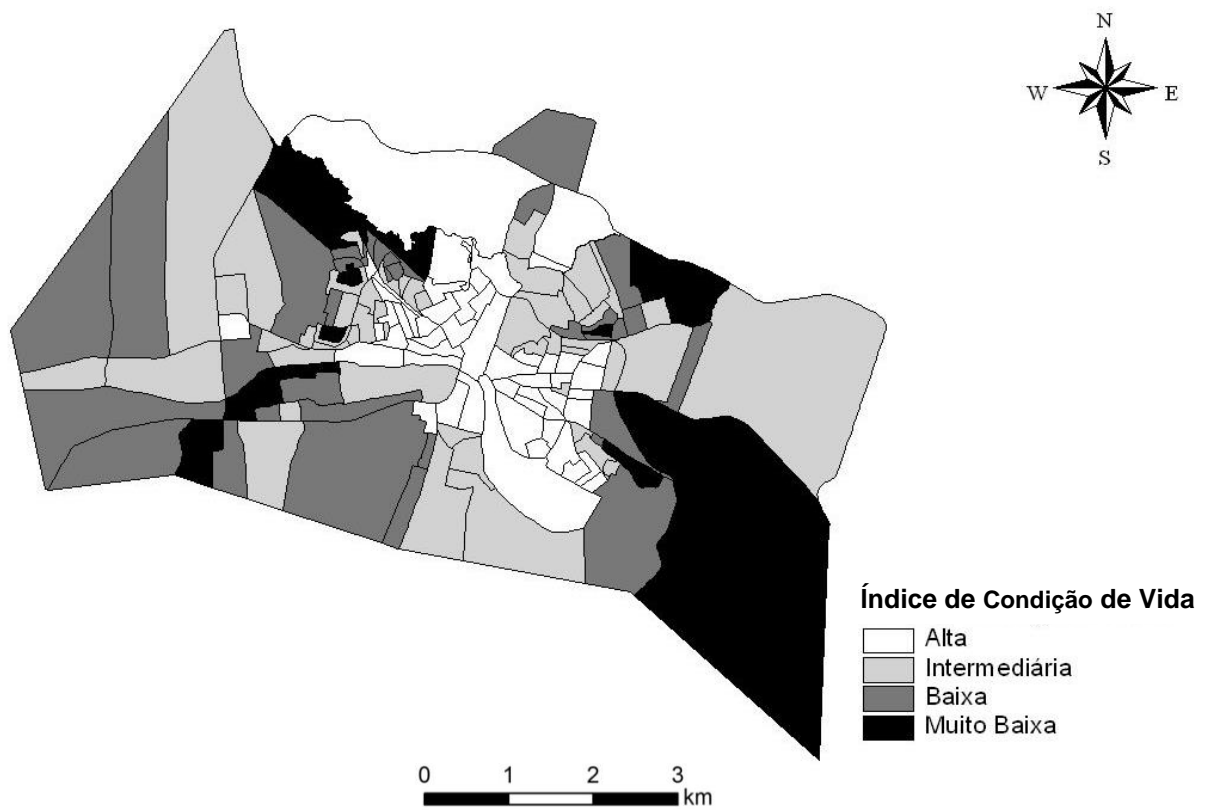 N
W E
S
Índice de Condição de Vida
Alta
Intermediária
Baixa
Muito Baixa
0 1 2 3
km